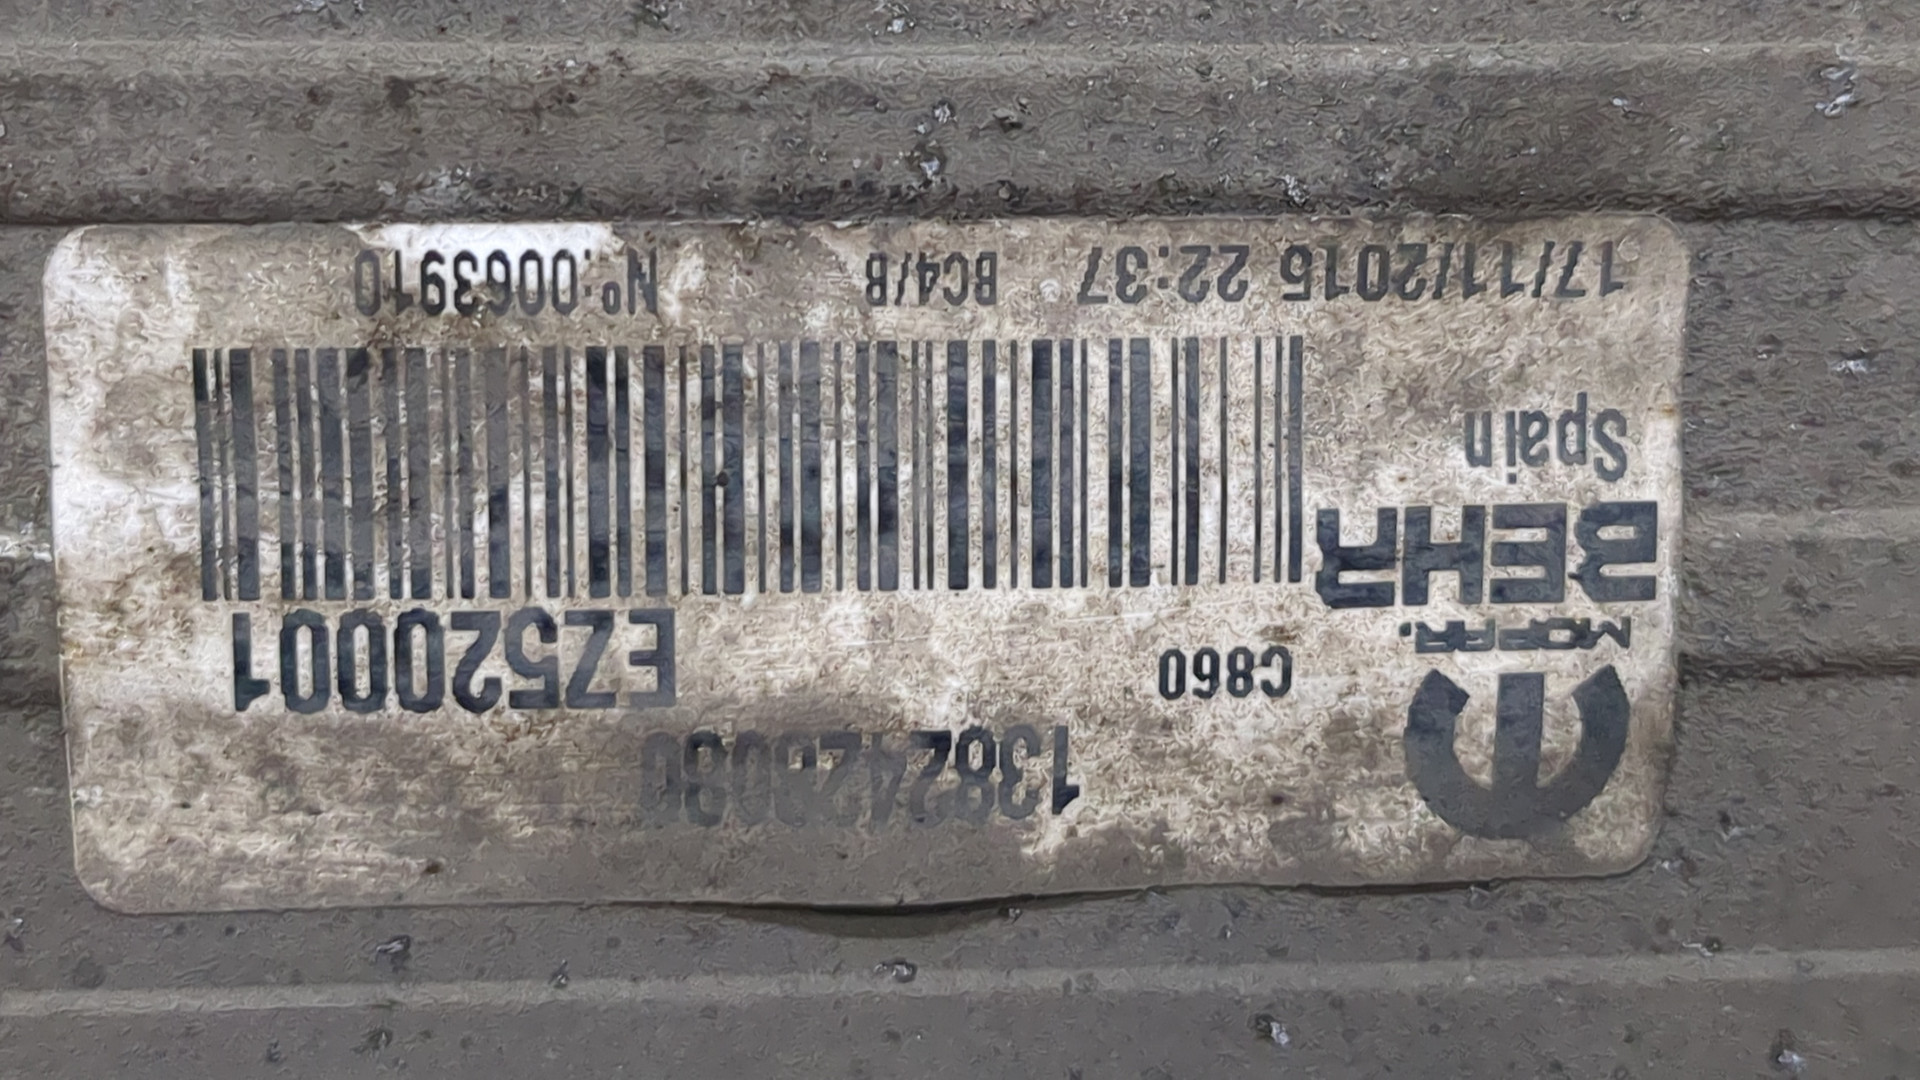 1382428080
C860
EZ520001
MOPAR.
BEHR
Spain
17/11/2015 22:37 BC4/B Nº:0063910